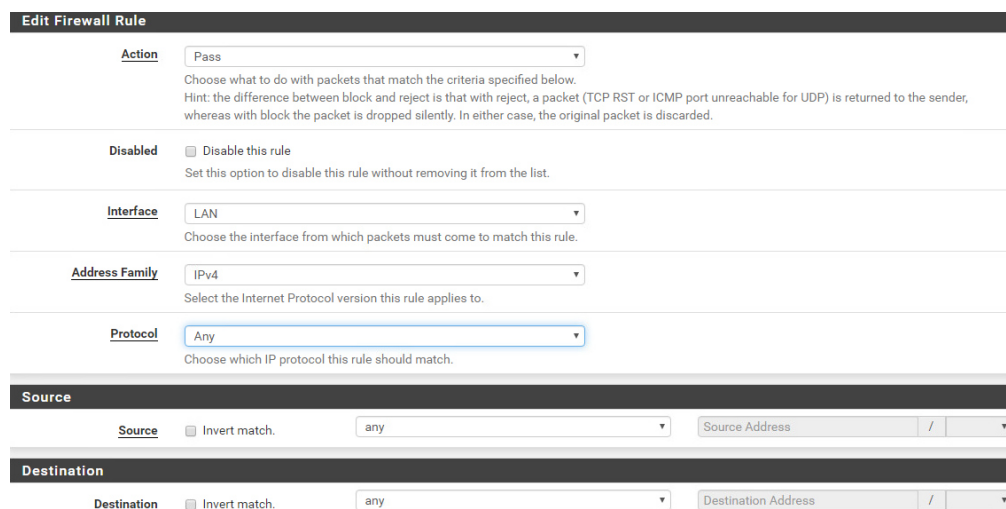 Edit Firewall Rule
Action Pass
Choose what to do with packets that match the criteria specified below.
Hint: the difference between block and reject is that with reject, a packet (TCP RST or ICMP port unreachable for UDP) is returned to the sender,
whereas with block the packet is dropped silently. In either case, the original packet is discarded.
Disabled Disable this rule
Set this option to disable this rule without removing it from the list.
Interface LAN
Choose the interface from which packets must come to match this rule.
Address Family IPv4
Select the Internet Protocol version this rule applies to.
Protocol Any
Choose which IP protocol this rule should match.
Source
Source Invert match. any Source Address /
Destination
Destination Invert match. any Destination Address /